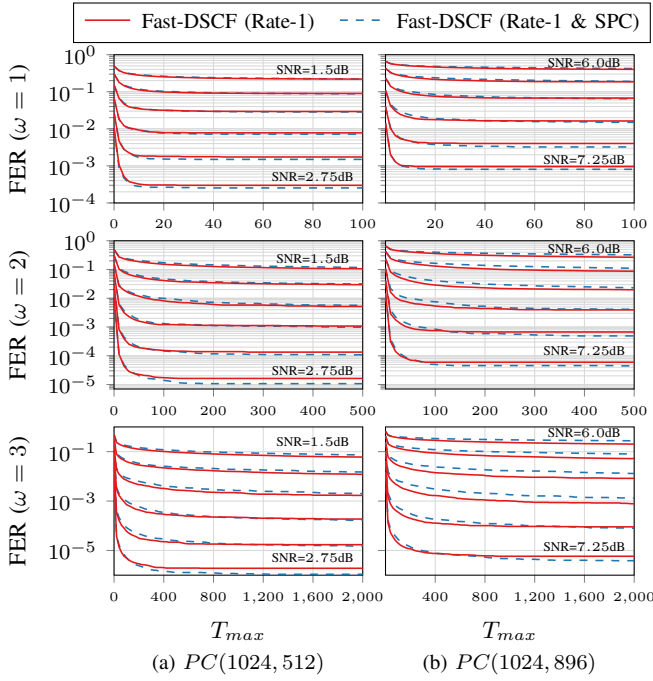 Fast-DSCF (Rate-1) Fast-DSCF (Rate-1 & SPC)
FER (ω = 1)
10⁰
10⁻¹
10⁻²
10⁻³
10⁻⁴
SNR=1.5dB
SNR=2.75dB
0 20 40 60 80 100
SNR=6.0dB
SNR=7.25dB
20 40 60 80 100
FER (ω = 2)
10⁰
10⁻¹
10⁻²
10⁻³
10⁻⁴
10⁻⁵
SNR=1.5dB
SNR=2.75dB
0 100 200 300 400 500
SNR=6.0dB
SNR=7.25dB
100 200 300 400 500
FER (ω = 3)
10⁻¹
10⁻³
10⁻⁵
SNR=1.5dB
SNR=2.75dB
0 400 800 1,200 1,600 2,000
SNR=6.0dB
SNR=7.25dB
400 800 1,200 1,600 2,000
T_max T_max
(a) PC(1024, 512) (b) PC(1024, 896)